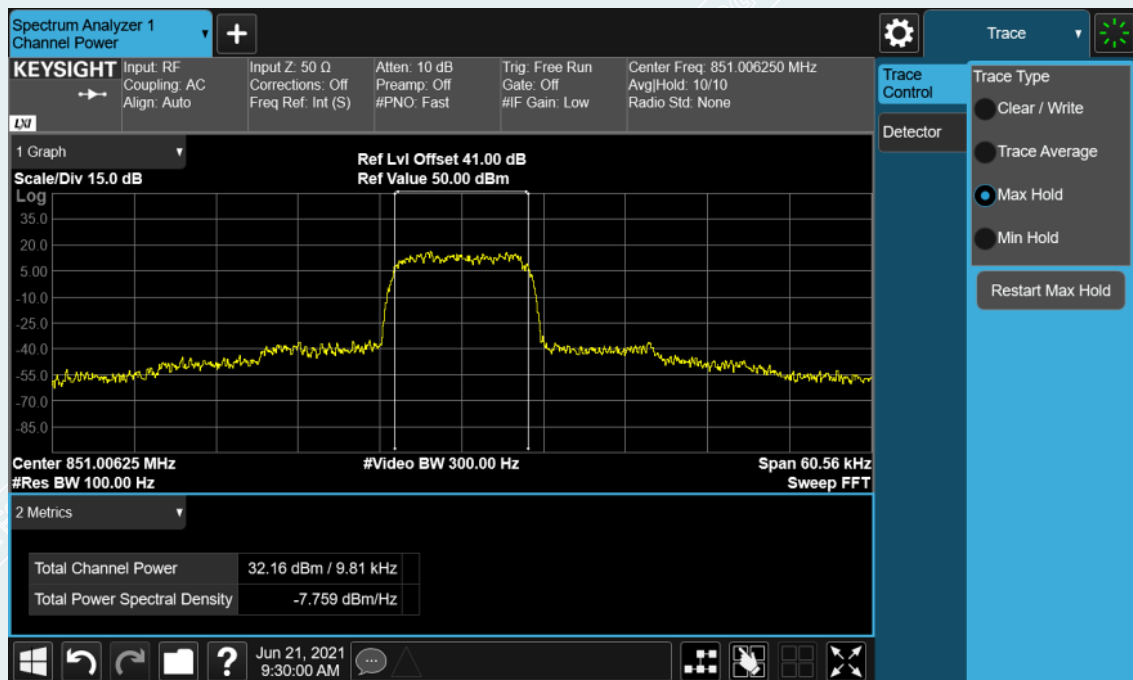 Spectrum Analyzer 1
Channel Power
+
Trace
KEYSIGHT
LXI
Input: RF
Coupling: AC
Align: Auto
Input Z: 50 Ω
Corrections: Off
Freq Ref: Int (S)
Atten: 10 dB
Preamp: Off
#PNO: Fast
Trig: Free Run
Gate: Off
#IF Gain: Low
Center Freq: 851.006250 MHz
Avg|Hold: 10/10
Radio Std: None
Trace
Control
Detector
Trace Type
Clear / Write
Trace Average
Max Hold
Min Hold
Restart Max Hold
1 Graph
Scale/Div 15.0 dB
Ref Lvl Offset 41.00 dB
Ref Value 50.00 dBm
Log
35.0
20.0
5.00
-10.0
-25.0
-40.0
-55.0
-70.0
-85.0
Center 851.00625 MHz
#Video BW 300.00 Hz
Span 60.56 kHz
#Res BW 100.00 Hz
Sweep FFT
2 Metrics
Total Channel Power 32.16 dBm / 9.81 kHz
Total Power Spectral Density -7.759 dBm/Hz
?
Jun 21, 2021
9:30:00 AM